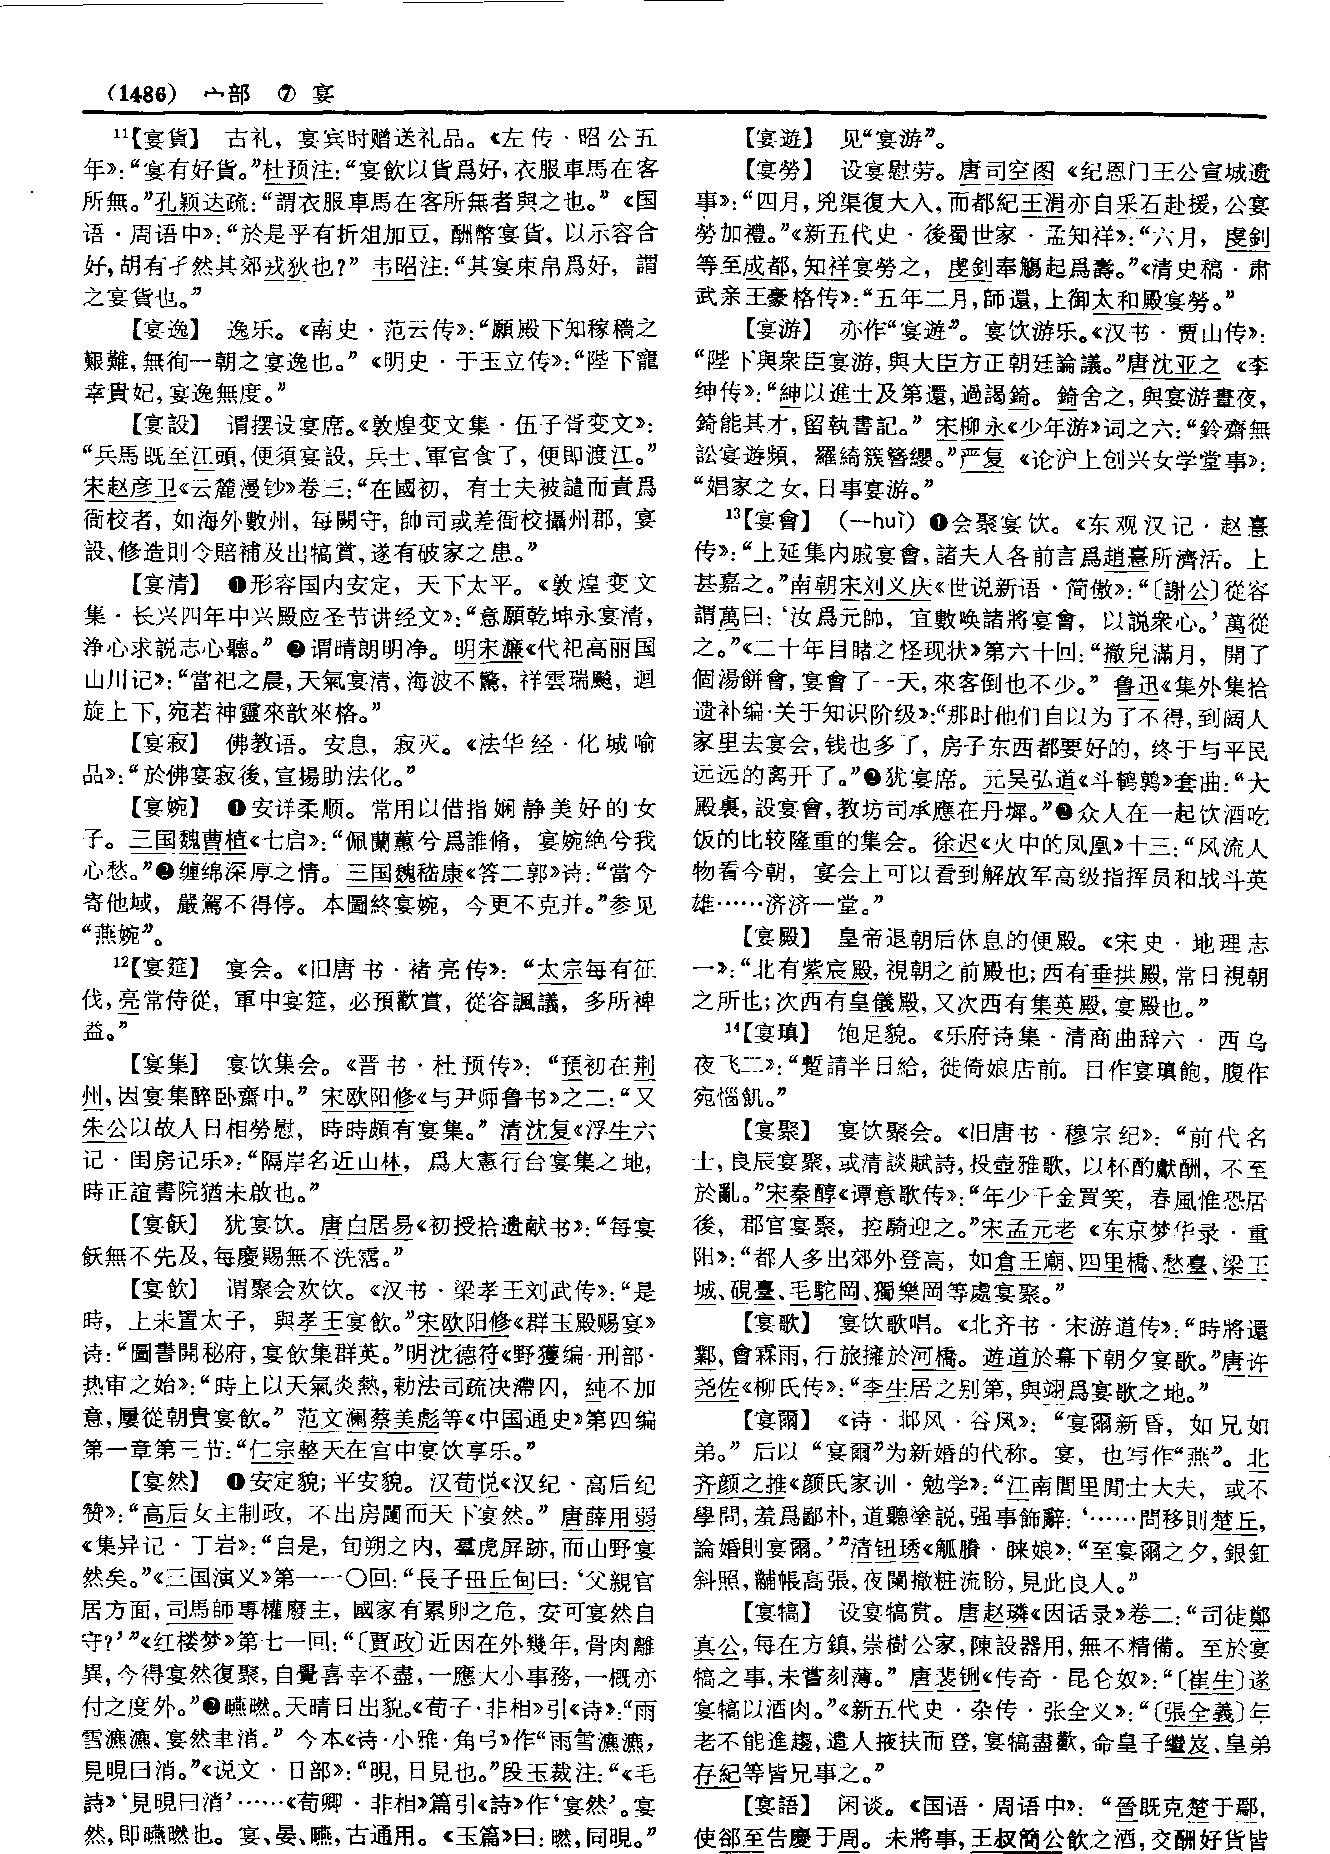 (1486) 宀部 ⑦ 宴
¹¹【宴貨】 古礼，宴宾时赠送礼品。《左传·昭公五
年》：“宴有好貨。”杜预注：“宴飲以貨爲好，衣服車馬在客
所無。”孔颖达疏：“謂衣服車馬在客所無者與之也。”《国
语·周语中》：“於是乎有折俎加豆，酬幣宴貨，以示容合
好，胡有孑然其郊戎狄也？”韦昭注：“其宴束帛爲好，謂
之宴貨也。”
【宴逸】 逸乐。《南史·范云传》：“願殿下知稼穡之
艱難，無徇一朝之宴逸也。”《明史·于玉立传》：“陛下寵
幸貴妃，宴逸無度。”
【宴設】 谓摆设宴席。《敦煌变文集·伍子胥变文》：
“兵馬既至江頭，便須宴設，兵士、軍官食了，便即渡江。”
宋赵彦卫《云麓漫钞》卷三：“在國初，有士夫被譴而責爲
衙校者，如海外數州，每闕守，帥司或差衙校攝州郡，宴
設、修造則令賠補及出犒賞，遂有破家之患。”
【宴清】 ❶形容国内安定，天下太平。《敦煌变文
集·长兴四年中兴殿应圣节讲经文》：“意願乾坤永宴清，
净心求説志心聽。”❷谓晴朗明净。明宋濂《代祀高丽国
山川记》：“當祀之晨，天氣宴清，海波不驚，祥雲瑞飈，迴
旋上下，宛若神靈來歆來格。”
【宴寂】 佛教语。安息，寂灭。《法华经·化城喻
品》：“於佛宴寂後，宣揚助法化。”
【宴婉】 ❶安详柔顺。常用以借指娴静美好的女
子。三国魏曹植《七启》：“佩蘭蕙兮爲誰脩，宴婉絶兮我
心愁。”❷缠绵深厚之情。三国魏嵇康《答二郭》诗：“當今
寄他域，嚴駕不得停。本圖終宴婉，今更不克并。”参见
“燕婉”。
¹²【宴筵】 宴会。《旧唐书·褚亮传》：“太宗每有征
伐，亮常侍從，軍中宴筵，必預歡賞，從容諷議，多所裨
益。”
【宴集】 宴饮集会。《晋书·杜预传》：“預初在荆
州，因宴集醉卧齋中。”宋欧阳修《与尹师鲁书》之二：“又
朱公以故人日相勞慰，時時頗有宴集。”清沈复《浮生六
记·闺房记乐》：“隔岸名近山林，爲大憲行台宴集之地，
時正誼書院猶未啟也。”
【宴飫】 犹宴饮。唐白居易《初授拾遗献书》：“每宴
飫無不先及，每慶賜無不洗霑。”
【宴飲】 谓聚会欢饮。《汉书·梁孝王刘武传》：“是
時，上未置太子，與孝王宴飲。”宋欧阳修《群玉殿赐宴》
诗：“圖書開秘府，宴飲集群英。”明沈德符《野獲编·刑部·
热审之始》：“時上以天氣炎熱，勅法司疏决滯囚，純不加
意，屢從朝貴宴飲。”范文澜蔡美彪等《中国通史》第四编
第一章第三节：“仁宗整天在宫中宴饮享乐。”
【宴然】 ❶安定貌；平安貌。汉荀悦《汉纪·高后纪
赞》：“高后女主制政，不出房闥而天下宴然。”唐薛用弱
《集异记·丁岩》：“自是，旬朔之内，羣虎屏跡，而山野宴
然矣。”《三国演义》第一一〇回：“長子毌丘甸曰：‘父親官
居方面，司馬師專權廢主，國家有累卵之危，安可宴然自
守？’”《红楼梦》第七一回：“〔賈政〕近因在外幾年，骨肉離
異，今得宴然復聚，自覺喜幸不盡，一應大小事務，一概亦
付之度外。”❷曣㬗。天晴日出貌。《荀子·非相》引《诗》：“雨
雪瀌瀌、宴然聿消。”今本《诗·小雅·角弓》作“雨雪瀌瀌，
見晛曰消。”《说文·日部》：“晛，日見也。”段玉裁注：“《毛
詩》‘見晛曰消’……《荀卿·非相》篇引《詩》作‘宴然’。宴
然，即曣㬗也。宴、晏、曣，古通用。《玉篇》曰：㬗，同晛。”
【宴遊】 见“宴游”。
【宴勞】 设宴慰劳。唐司空图《纪恩门王公宣城遗
事》：“四月，兇渠復大入，而都紀王涓亦自采石赴援，公宴
勞加禮。”《新五代史·後蜀世家·孟知祥》：“六月，虔釗
等至成都，知祥宴勞之，虔釗奉觴起爲壽。”《清史稿·肃
武亲王豪格传》：“五年二月，師還，上御太和殿宴勞。”
【宴游】 亦作“宴遊”。宴饮游乐。《汉书·贾山传》：
“陛下與衆臣宴游，與大臣方正朝廷論議。”唐沈亚之《李
绅传》：“紳以進士及第還，過謁錡。錡舍之，與宴游晝夜，
錡能其才，留執書記。”宋柳永《少年游》词之六：“鈴齋無
訟宴遊頻，羅綺簇簪纓。”严复《论沪上创兴女学堂事》：
“娼家之女，日事宴游。”
¹³【宴會】 （—huì）❶会聚宴饮。《东观汉记·赵憙
传》：“上延集内戚宴會，諸夫人各前言爲趙憙所濟活。上
甚嘉之。”南朝宋刘义庆《世说新语·简傲》：“〔謝公〕從容
謂萬曰：‘汝爲元帥，宜數唤諸將宴會，以説衆心。’萬從
之。”《二十年目睹之怪现状》第六十回：“撤兒滿月，開了
個湯餅會，宴會了一天，來客倒也不少。”鲁迅《集外集拾
遗补编·关于知识阶级》：“那时他们自以为了不得，到阔人
家里去宴会，钱也多了，房子东西都要好的，终于与平民
远远的离开了。”❷犹宴席。元吴弘道《斗鹌鹑》套曲：“大
殿裏，設宴會，教坊司承應在丹墀。”❷众人在一起饮酒吃
饭的比较隆重的集会。徐迟《火中的凤凰》十三：“风流人
物看今朝，宴会上可以看到解放军高级指挥员和战斗英
雄……济济一堂。”
【宴殿】 皇帝退朝后休息的便殿。《宋史·地理志
一》：“北有紫宸殿，視朝之前殿也；西有垂拱殿，常日視朝
之所也；次西有皇儀殿，又次西有集英殿，宴殿也。”
¹⁴【宴瑱】 饱足貌。《乐府诗集·清商曲辞六·西乌
夜飞二》：“蹔請半日給，徙倚娘店前。目作宴瑱飽，腹作
宛惱飢。”
【宴聚】 宴饮聚会。《旧唐书·穆宗纪》：“前代名
士，良辰宴聚，或清談賦詩，投壺雅歌，以杯酌獻酬，不至
於亂。”宋秦醇《谭意歌传》：“年少千金買笑，春風惟恐居
後，郡官宴聚，控騎迎之。”宋孟元老《东京梦华录·重
阳》：“都人多出郊外登高，如倉王廟、四里橋、愁臺、梁王
城、硯臺、毛駝岡、獨樂岡等處宴聚。”
【宴歌】 宴饮歌唱。《北齐书·宋游道传》：“時將還
鄴，會霖雨，行旅擁於河橋。遊道於幕下朝夕宴歌。”唐许
尧佐《柳氏传》：“李生居之别第，與翊爲宴歌之地。”
【宴爾】 《诗·邶风·谷风》：“宴爾新昏，如兄如
弟。”后以“宴爾”为新婚的代称。宴，也写作“燕”。北
齐颜之推《颜氏家训·勉学》：“江南閭里閒士大夫，或不
學問，羞爲鄙朴，道聽塗説，强事飾辭：‘……問移則楚丘，
論婚則宴爾。’”清钮琇《觚賸·睐娘》：“至宴爾之夕，銀釭
斜照，黼帳高張，夜闌撤粧流盼，見此良人。”
【宴犒】 设宴犒赏。唐赵璘《因话录》卷二：“司徒鄭
真公，每在方鎮，崇樹公家，陳設器用，無不精備。至於宴
犒之事，未嘗刻薄。”唐裴铏《传奇·昆仑奴》：“〔崔生〕遂
宴犒以酒肉。”《新五代史·杂传·张全义》：“〔張全義〕年
老不能進趨，遣人掖扶而登，宴犒盡歡，命皇子繼岌、皇弟
存紀等皆兄事之。”
【宴語】 闲谈。《国语·周语中》：“晉既克楚于鄢，
使郤至告慶于周。未將事，王叔簡公飲之酒，交酬好貨皆